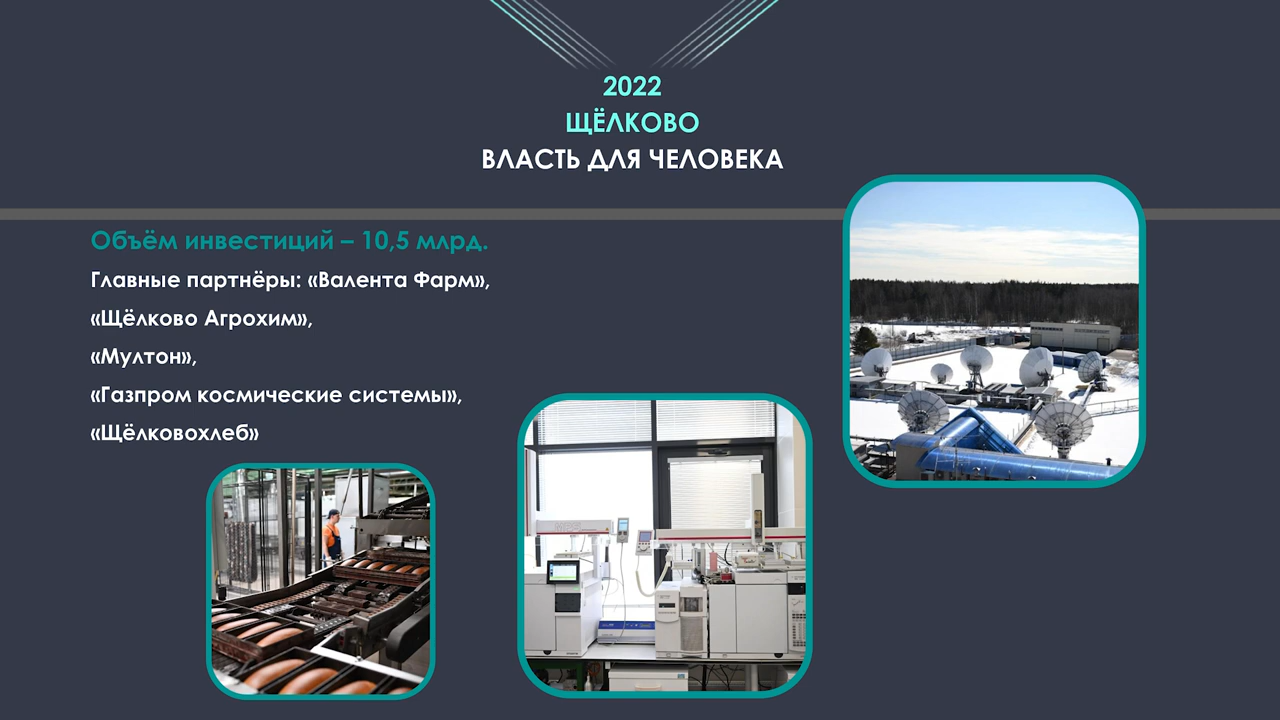 2022
ЩЁЛКОВО
ВЛАСТЬ ДЛЯ ЧЕЛОВЕКА
Объём инвестиций – 10,5 млрд.
Главные партнёры: «Валента Фарм»,
«Щёлково Агрохим»,
«Мултон»,
«Газпром космические системы»,
«Щёлковохлеб»